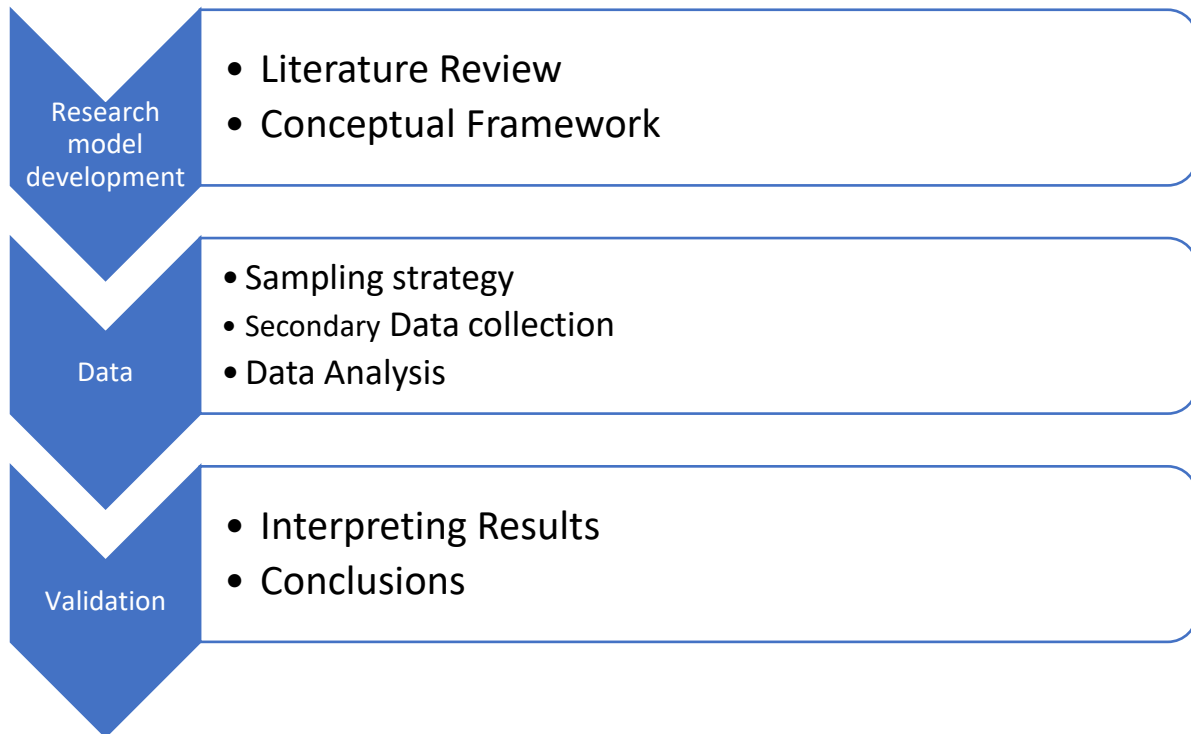 Research
model
development
• Literature Review
• Conceptual Framework
Data
• Sampling strategy
• Secondary Data collection
• Data Analysis
Validation
• Interpreting Results
• Conclusions